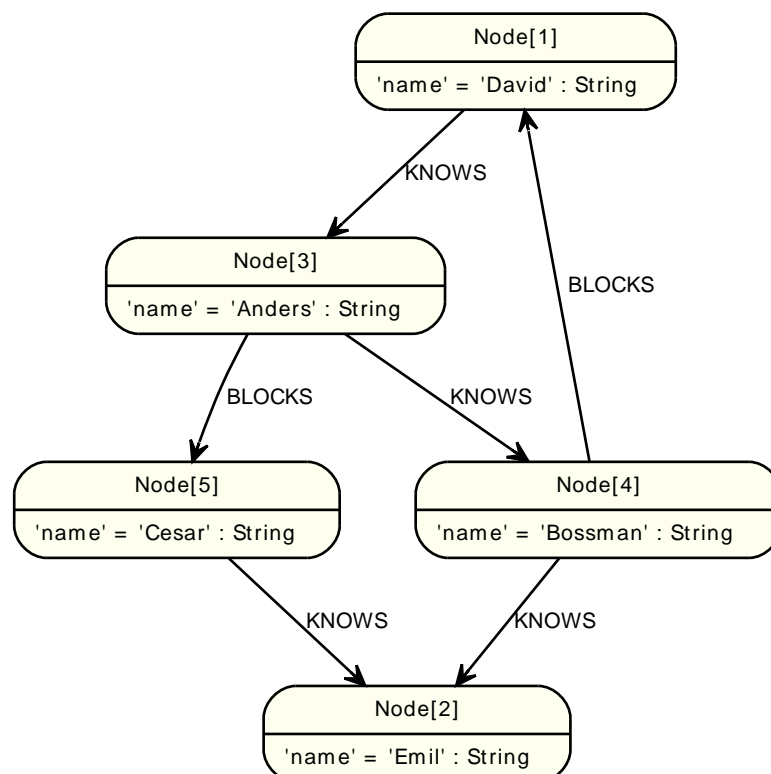 Node[1]
'name' = 'David' : String
KNOWS
Node[3]
'name' = 'Anders' : String
BLOCKS
BLOCKS
KNOWS
Node[5]
'name' = 'Cesar' : String
Node[4]
'name' = 'Bossman' : String
KNOWS
KNOWS
Node[2]
'name' = 'Emil' : String